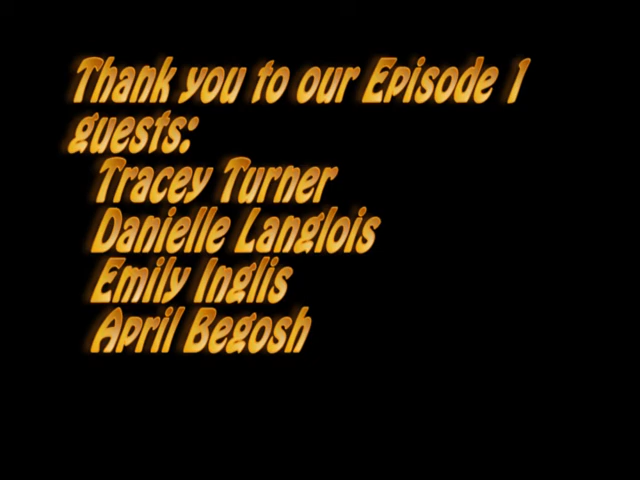 Thank you to our Episode 1
guests:
Tracey Turner
Danielle Langlois
Emily Inglis
April Begosh